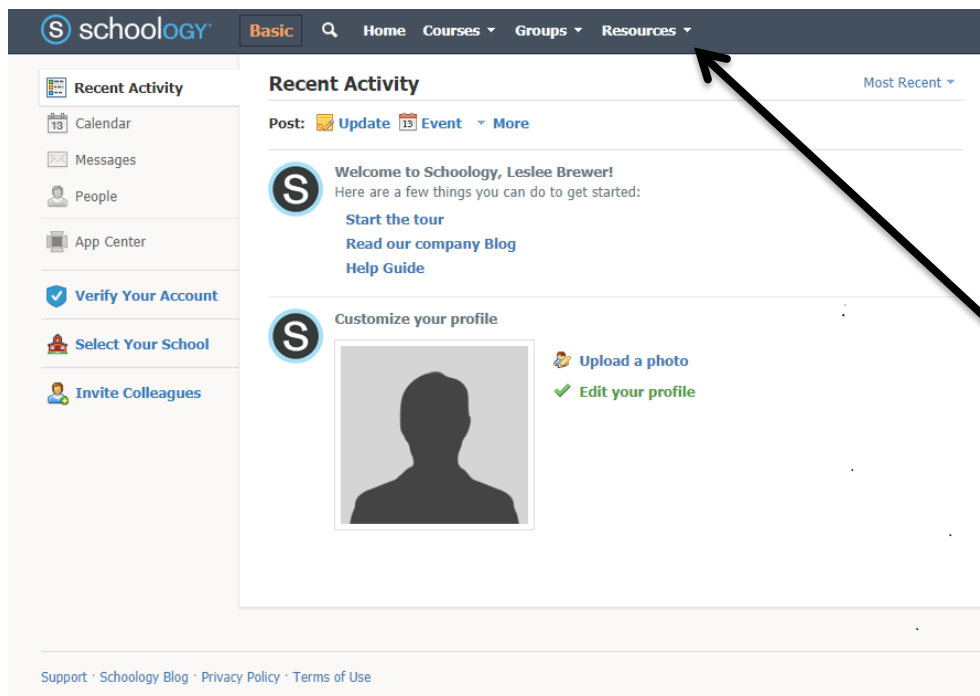 S schoology Basic Home Courses Groups Resources
Recent Activity
Calendar
13
Messages
People
App Center
Verify Your Account
Select Your School
Invite Colleagues
Recent Activity Most Recent
Post: Update 13 Event More
S
Welcome to Schoology, Leslee Brewer!
Here are a few things you can do to get started:
Start the tour
Read our company Blog
Help Guide
S
Customize your profile
Upload a photo
Edit your profile
Support · Schoology Blog · Privacy Policy · Terms of Use